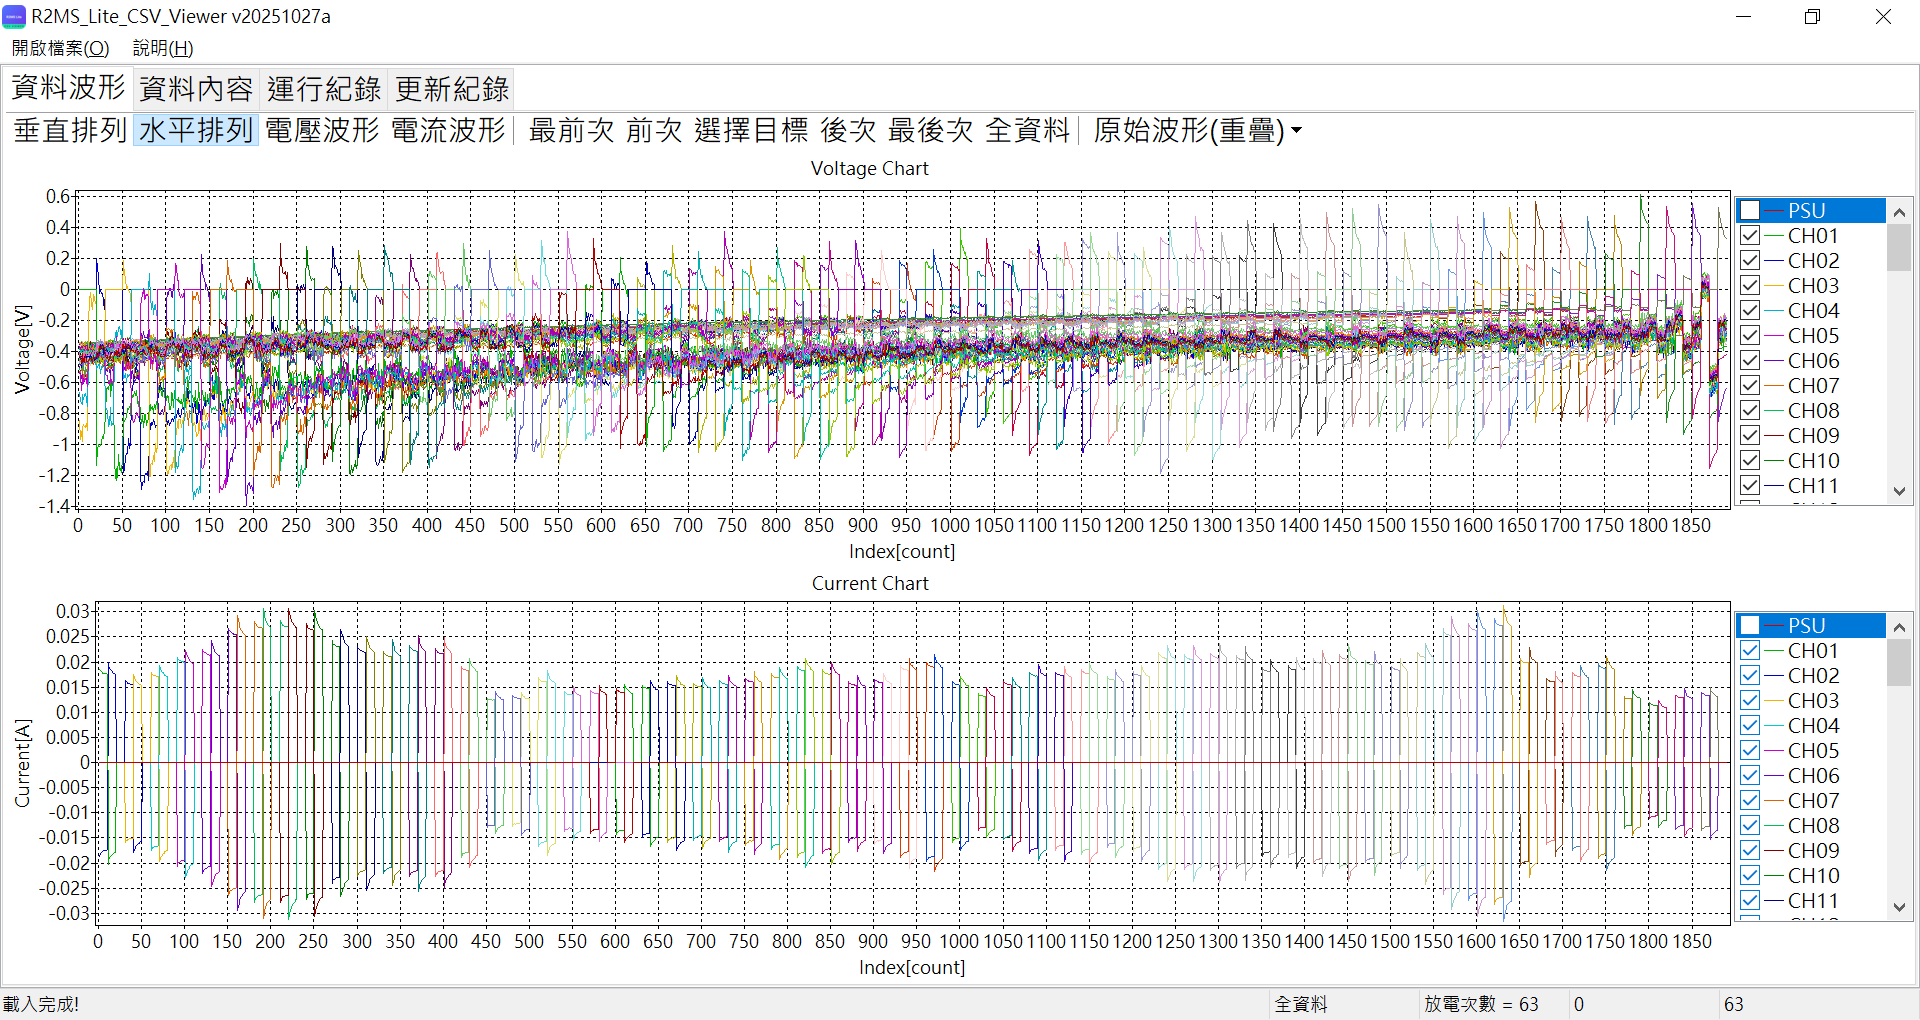 R2MS_Lite_CSV_Viewer v20251027a
開啟檔案(O) 說明(H)
資料波形 資料內容 運行紀錄 更新紀錄
垂直排列 水平排列 電壓波形 電流波形 最前次 前次 選擇目標 後次 最後次 全資料 原始波形(重疊)
Voltage Chart
0.6
0.4
0.2
0
-0.2
-0.4
-0.6
-0.8
-1
-1.2
-1.4
Voltage[V]
0 50 100 150 200 250 300 350 400 450 500 550 600 650 700 750 800 850 900 950 1000 1050 1100 1150 1200 1250 1300 1350 1400 1450 1500 1550 1600 1650 1700 1750 1800 1850
Index[count]
PSU
CH01
CH02
CH03
CH04
CH05
CH06
CH07
CH08
CH09
CH10
CH11
Current Chart
0.03
0.025
0.02
0.015
0.01
0.005
0
-0.005
-0.01
-0.015
-0.02
-0.025
-0.03
Current[A]
0 50 100 150 200 250 300 350 400 450 500 550 600 650 700 750 800 850 900 950 1000 1050 1100 1150 1200 1250 1300 1350 1400 1450 1500 1550 1600 1650 1700 1750 1800 1850
Index[count]
PSU
CH01
CH02
CH03
CH04
CH05
CH06
CH07
CH08
CH09
CH10
CH11
載入完成! 全資料 放電次數 = 63 0 63